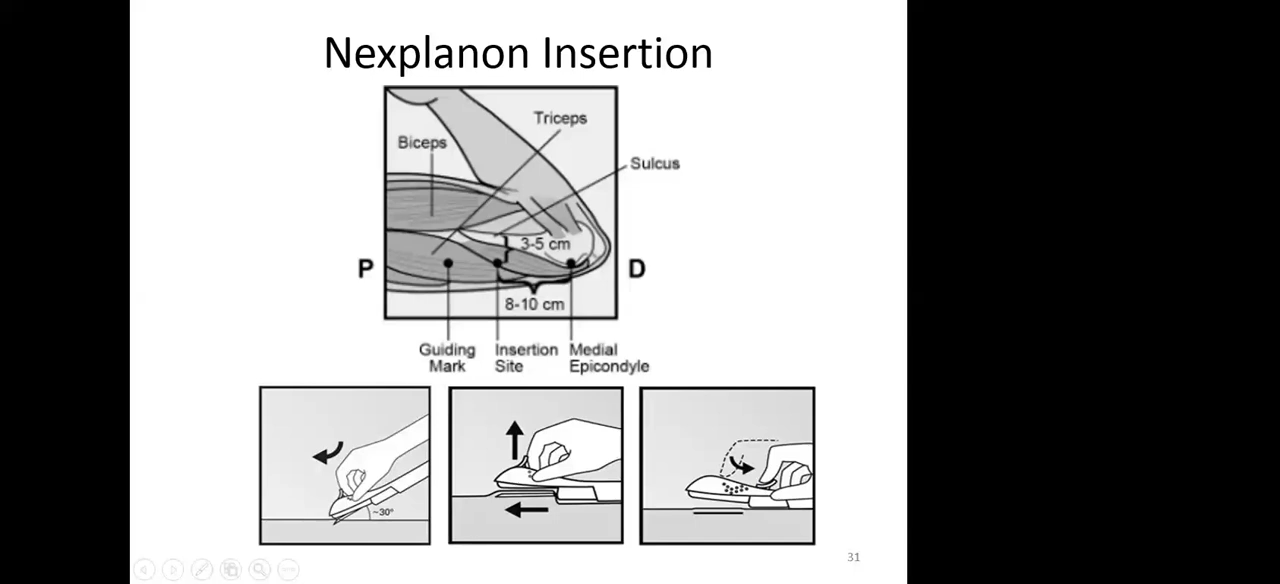 Nexplanon Insertion
Triceps
Biceps
Sulcus
3-5 cm
P
D
8-10 cm
Guiding
Mark
Insertion
Site
Medial
Epicondyle
~30°
31